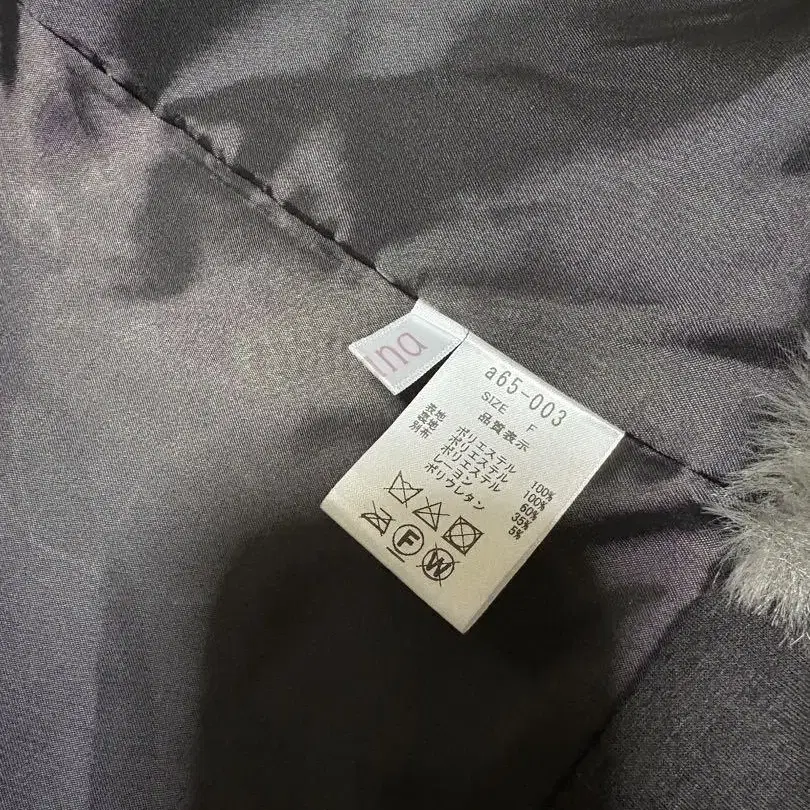 ina
a65-003
SIZE F
品質表示
表地 ポリエステル 100%
裏地 ポリエステル 100%
別布 ポリエステル 60%
レーヨン 35%
ポリウレタン 5%
F W